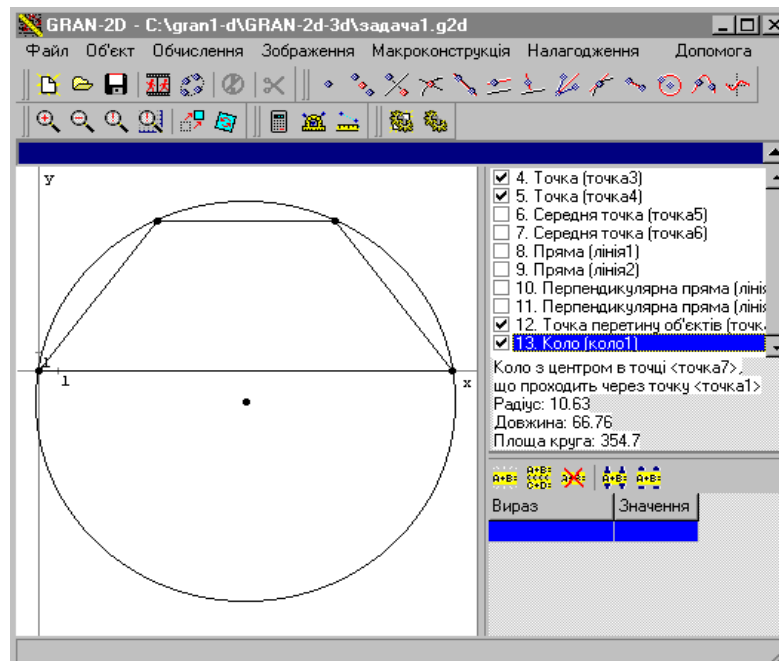 GRAN-2D - C:\gran1-d\GRAN-2d-3d\задача1.g2d
Файл Об'єкт Обчислення Зображення Макроконструкція Налагодження Допомога
y
1
1
x
4. Точка (точка3)
5. Точка (точка4)
6. Середня точка (точка5)
7. Середня точка (точка6)
8. Пряма (лінія1)
9. Пряма (лінія2)
10. Перпендикулярна пряма (ліні
11. Перпендикулярна пряма (ліні
12. Точка перетину об'єктів (точк
13. Коло (коло1)
Коло з центром в точці <точка7>,
що проходить через точку <точка1>
Радіус: 10.63
Довжина: 66.76
Площа круга: 354.7
Вираз Значення